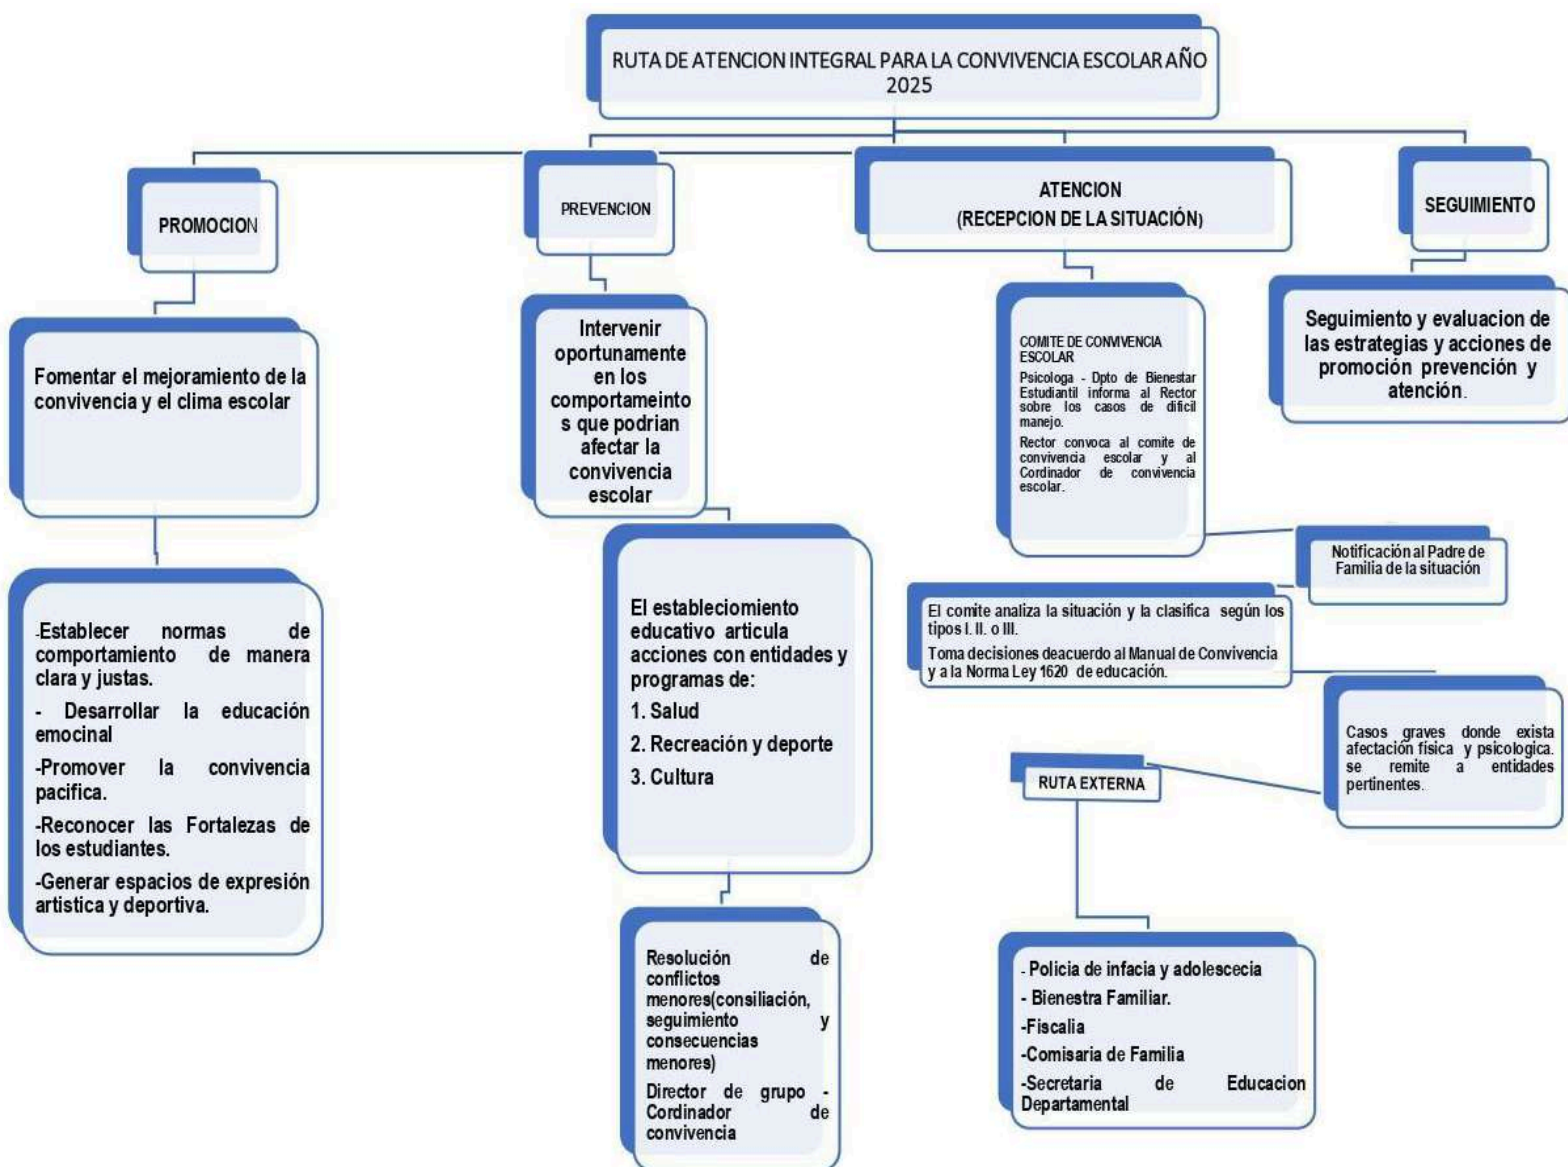 RUTA DE ATENCION INTEGRAL PARA LA CONVIVENCIA ESCOLAR AÑO
2025
PROMOCION
PREVENCION
ATENCION
(RECEPCION DE LA SITUACIÓN)
SEGUIMIENTO
Fomentar el mejoramiento de la
convivencia y el clima escolar
-Establecer normas de
comportamiento de manera
clara y justas.
- Desarrollar la educación
emocinal
-Promover la convivencia
pacifica.
-Reconocer las Fortalezas de
los estudiantes.
-Generar espacios de expresión
artistica y deportiva.
Intervenir
oportunamente
en los
comportameinto
s que podrian
afectar la
convivencia
escolar
El estableciomiento
educativo articula
acciones con entidades y
programas de:
1. Salud
2. Recreación y deporte
3. Cultura
Resolución de
conflictos
menores(consiliación,
seguimiento y
consecuencias
menores)
Director de grupo -
Cordinador de
convivencia
COMITE DE CONVIVENCIA
ESCOLAR
Psicologa - Dpto de Bienestar
Estudiantil informa al Rector
sobre los casos de dificil
manejo.
Rector convoca al comite de
convivencia escolar y al
Cordinador de convivencia
escolar.
Notificación al Padre de
Familia de la situación
El comite analiza la situación y la clasifica según los
tipos I. II. o III.
Toma decisiones deacuerdo al Manual de Convivencia
y a la Norma Ley 1620 de educación.
Casos graves donde exista
afectación física y psicologica.
se remite a entidades
pertinentes.
RUTA EXTERNA
- Policia de infacia y adolescecia
- Bienestra Familiar.
-Fiscalia
-Comisaria de Familia
-Secretaria de Educacion
Departamental
Seguimiento y evaluacion de
las estrategias y acciones de
promoción prevención y
atención.